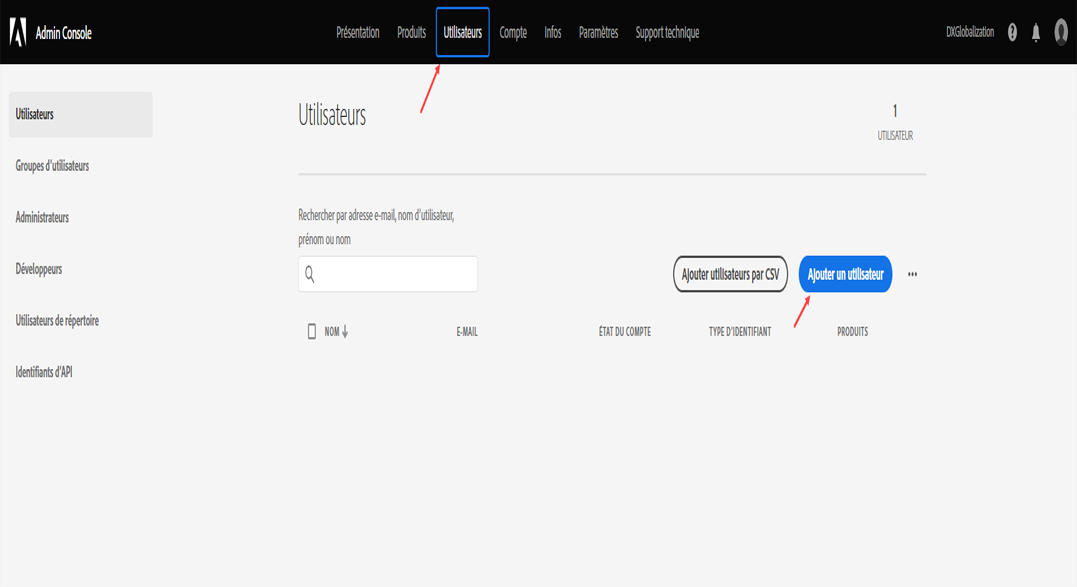 Admin Console
Présentation Produits Utilisateurs Compte Infos Paramètres Support technique
DXGlobalization
Utilisateurs
Groupes d'utilisateurs
Administrateurs
Développeurs
Utilisateurs de répertoire
Identifiants d'API
Utilisateurs
1
UTILISATEUR
Rechercher par adresse e-mail, nom d'utilisateur,
prénom ou nom
Ajouter utilisateurs par CSV
Ajouter un utilisateur
NOM E-MAIL ÉTAT DU COMPTE TYPE D'IDENTIFIANT PRODUITS